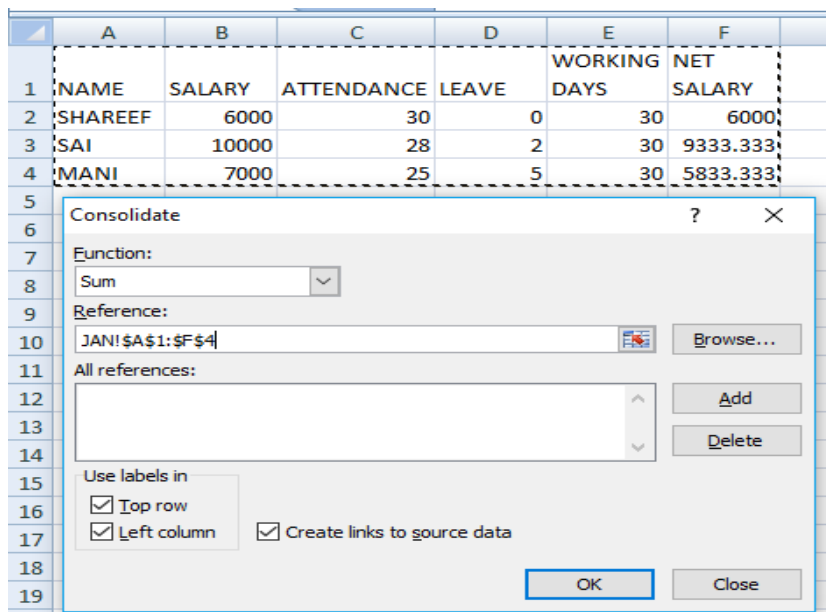 A B C D E F
WORKING NET
1 NAME SALARY ATTENDANCE LEAVE DAYS SALARY
2 SHAREEF 6000 30 0 30 6000
3 SAI 10000 28 2 30 9333.333
4 MANI 7000 25 5 30 5833.333
5
Consolidate ? ×
6
7 Function:
8 Sum
9 Reference:
10 JAN!$A$1:$F$4 Browse...
11 All references:
12 Add
13 Delete
14
15 Use labels in
16 Top row
17 Left column Create links to source data
18
19 OK Close